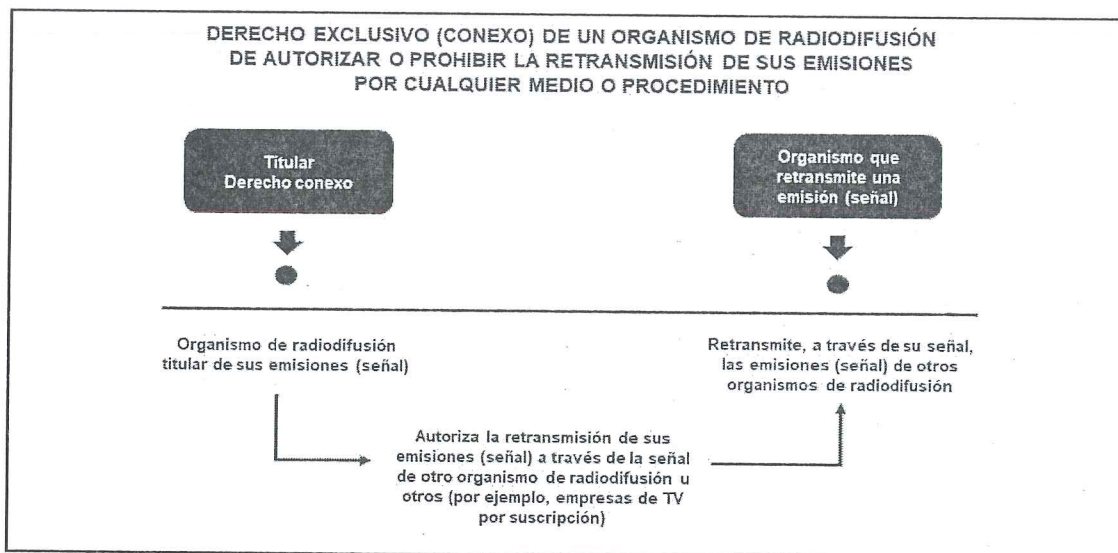 DERECHO EXCLUSIVO (CONEXO) DE UN ORGANISMO DE RADIODIFUSIÓN
DE AUTORIZAR O PROHIBIR LA RETRANSMISIÓN DE SUS EMISIONES
POR CUALQUIER MEDIO O PROCEDIMIENTO
Titular
Derecho conexo
Organismo que
retransmite una
emisión (señal)
Organismo de radiodifusión
titular de sus emisiones (señal)
Retransmite, a través de su señal,
las emisiones (señal) de otros
organismos de radiodifusión
Autoriza la retransmisión de sus
emisiones (señal) a través de la señal
de otro organismo de radiodifusión u
otros (por ejemplo, empresas de TV
por suscripción)